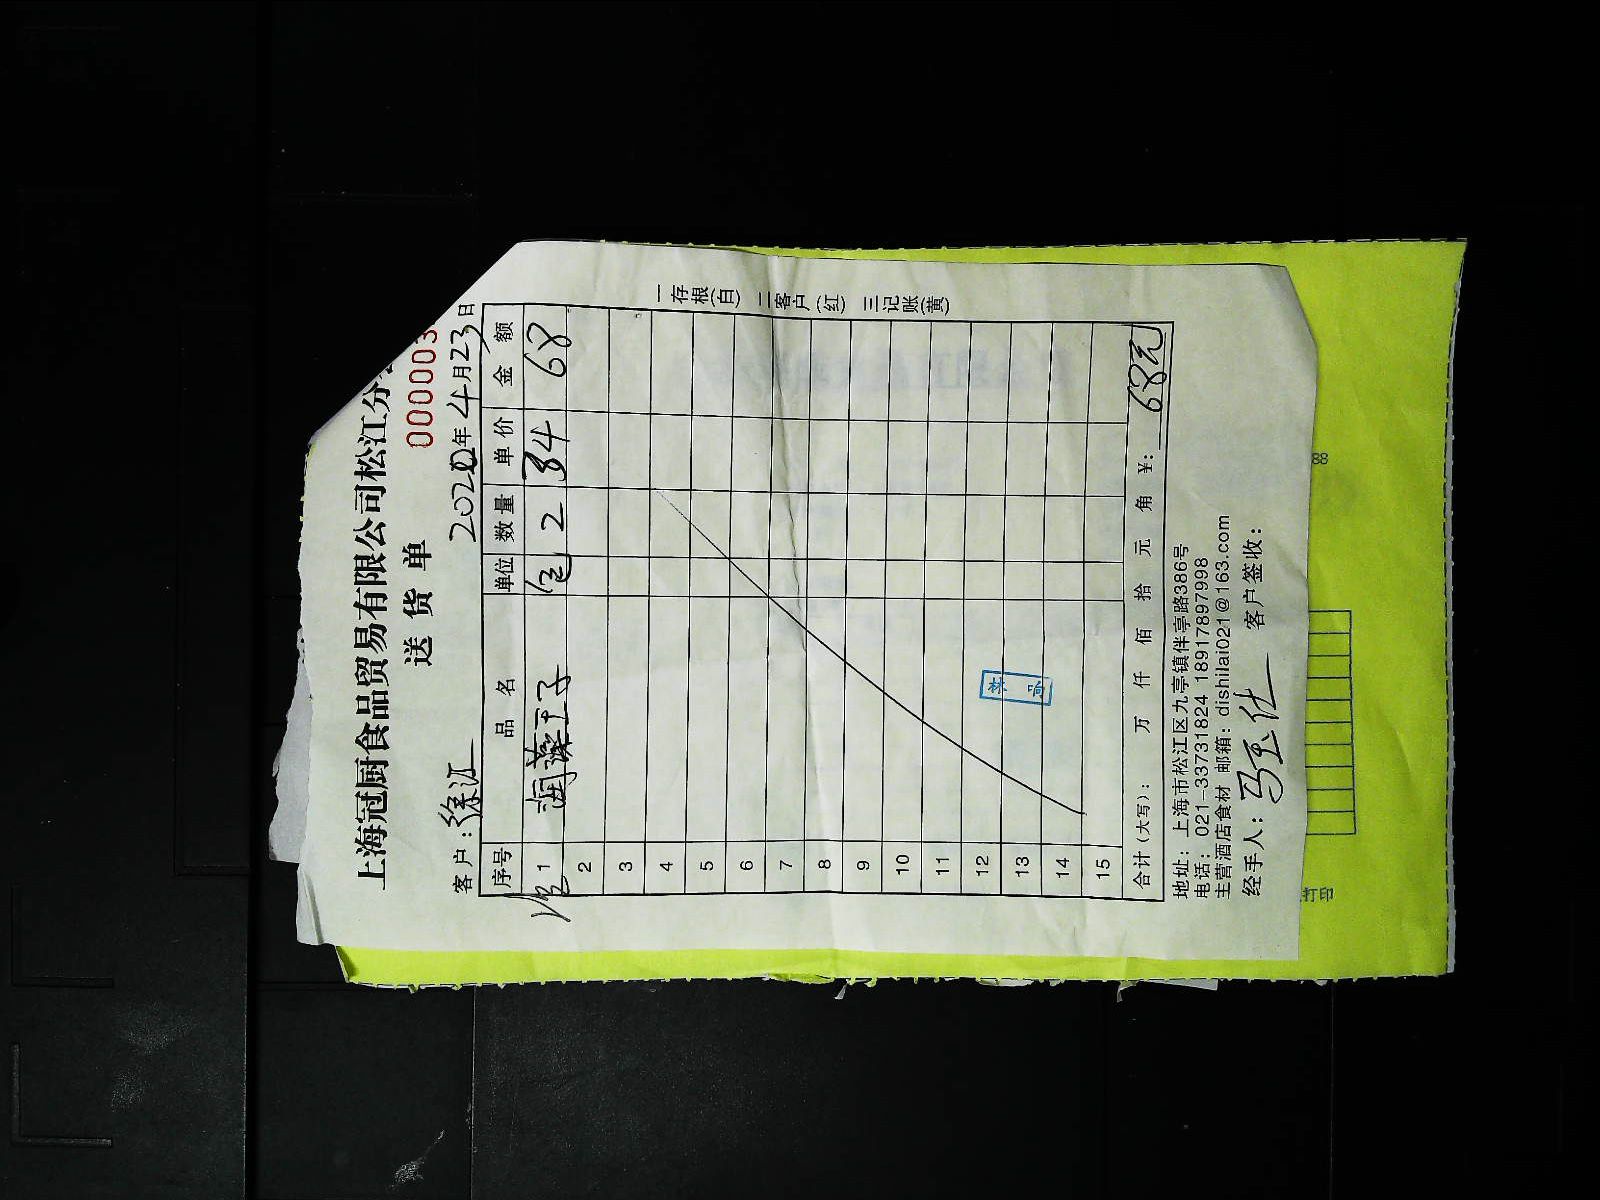 上海冠厨食品贸易有限公司松江分
送货单
000003
客户:徐江 2020年4月23日
序号 品名 单位 数量 单价 金额
1 海藻王子 包 2 34 68
2
3
4
5
6
7
8
9
10
11
12
13
14
15
合计(大写): 万 仟 佰 拾 元 角 ¥: 68元
地址:上海市松江区九亭镇伴亭路386号
电话:021-33731824 18917897998
主营酒店食材 邮箱:dishilai021@163.com
经手人: 客户签收:
一存根(白) 二客户(红) 三记账(黄)
88
打印